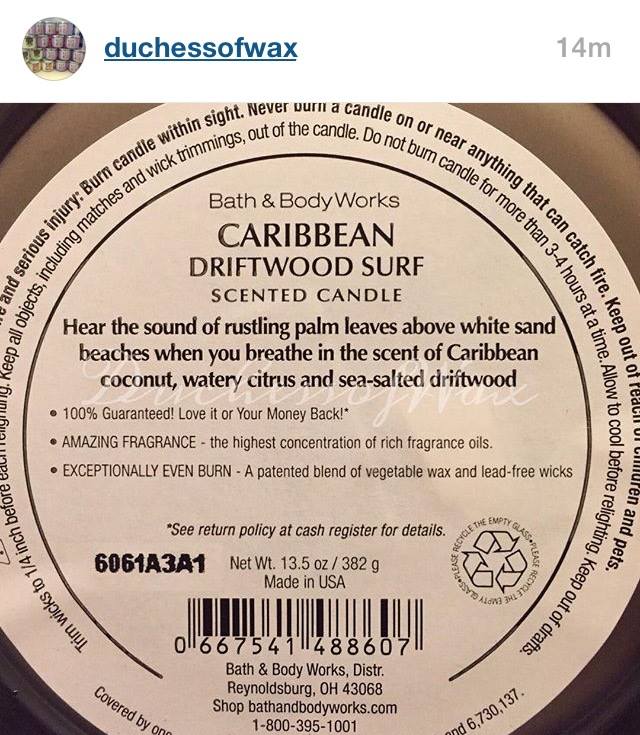 duchessofwax
14m
and serious injury: Burn candle within sight. Never burn a candle on or near anything that can catch fire. Keep out of reach of children and pets.
Trim wicks to 1/4 inch before each relighting. Keep all objects, including matches and wick trimmings, out of the candle. Do not burn candle for more than 3-4 hours at a time. Allow to cool before relighting. Keep out of drafts.
Bath & Body Works
CARIBBEAN
DRIFTWOOD SURF
SCENTED CANDLE
Hear the sound of rustling palm leaves above white sand
beaches when you breathe in the scent of Caribbean
coconut, watery citrus and sea-salted driftwood
DuchessofWax
• 100% Guaranteed! Love it or Your Money Back!*
• AMAZING FRAGRANCE - the highest concentration of rich fragrance oils.
• EXCEPTIONALLY EVEN BURN - A patented blend of vegetable wax and lead-free wicks
*See return policy at cash register for details.
6061A3A1
Net Wt. 13.5 oz / 382 g
Made in USA
PLEASE RECYCLE THE EMPTY GLASS • PLEASE RECYCLE THE EMPTY GLASS •
0 667541 488607
Bath & Body Works, Distr.
Reynoldsburg, OH 43068
Shop bathandbodyworks.com
1-800-395-1001
Covered by one
and 6,730,137.